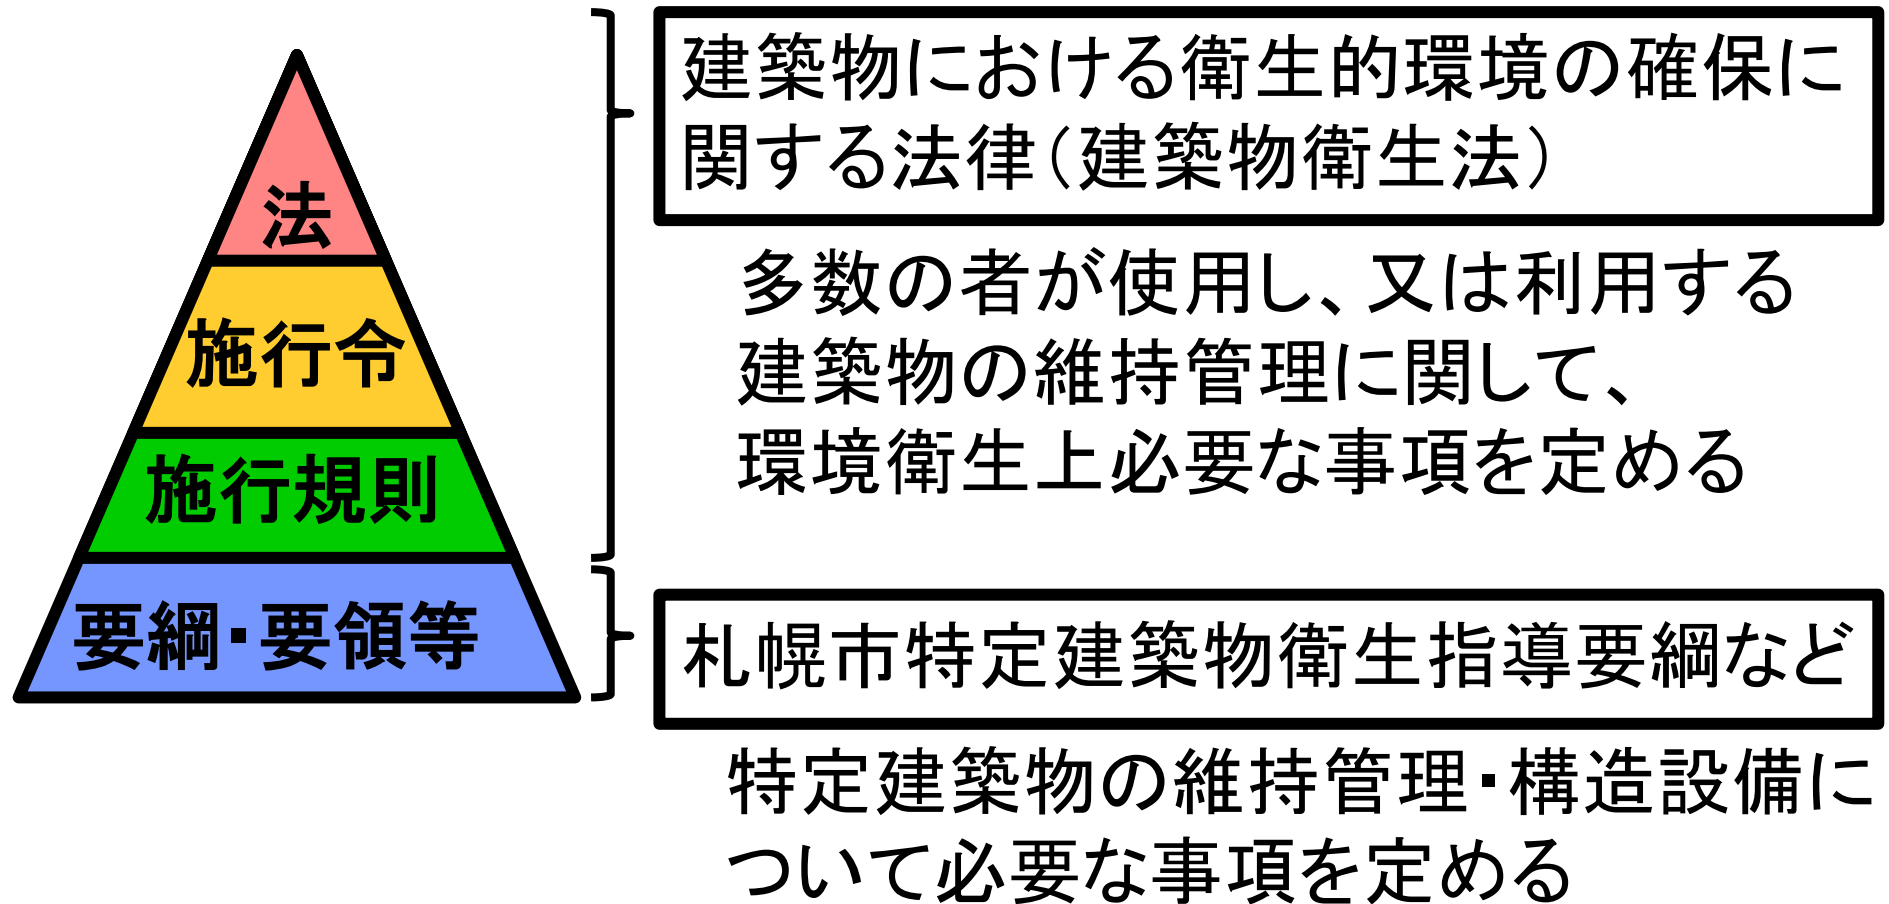 法
施行令
施行規則
要綱・要領等
建築物における衛生的環境の確保に
関する法律（建築物衛生法）
多数の者が使用し、又は利用する
建築物の維持管理に関して、
環境衛生上必要な事項を定める
札幌市特定建築物衛生指導要綱など
特定建築物の維持管理・構造設備に
ついて必要な事項を定める